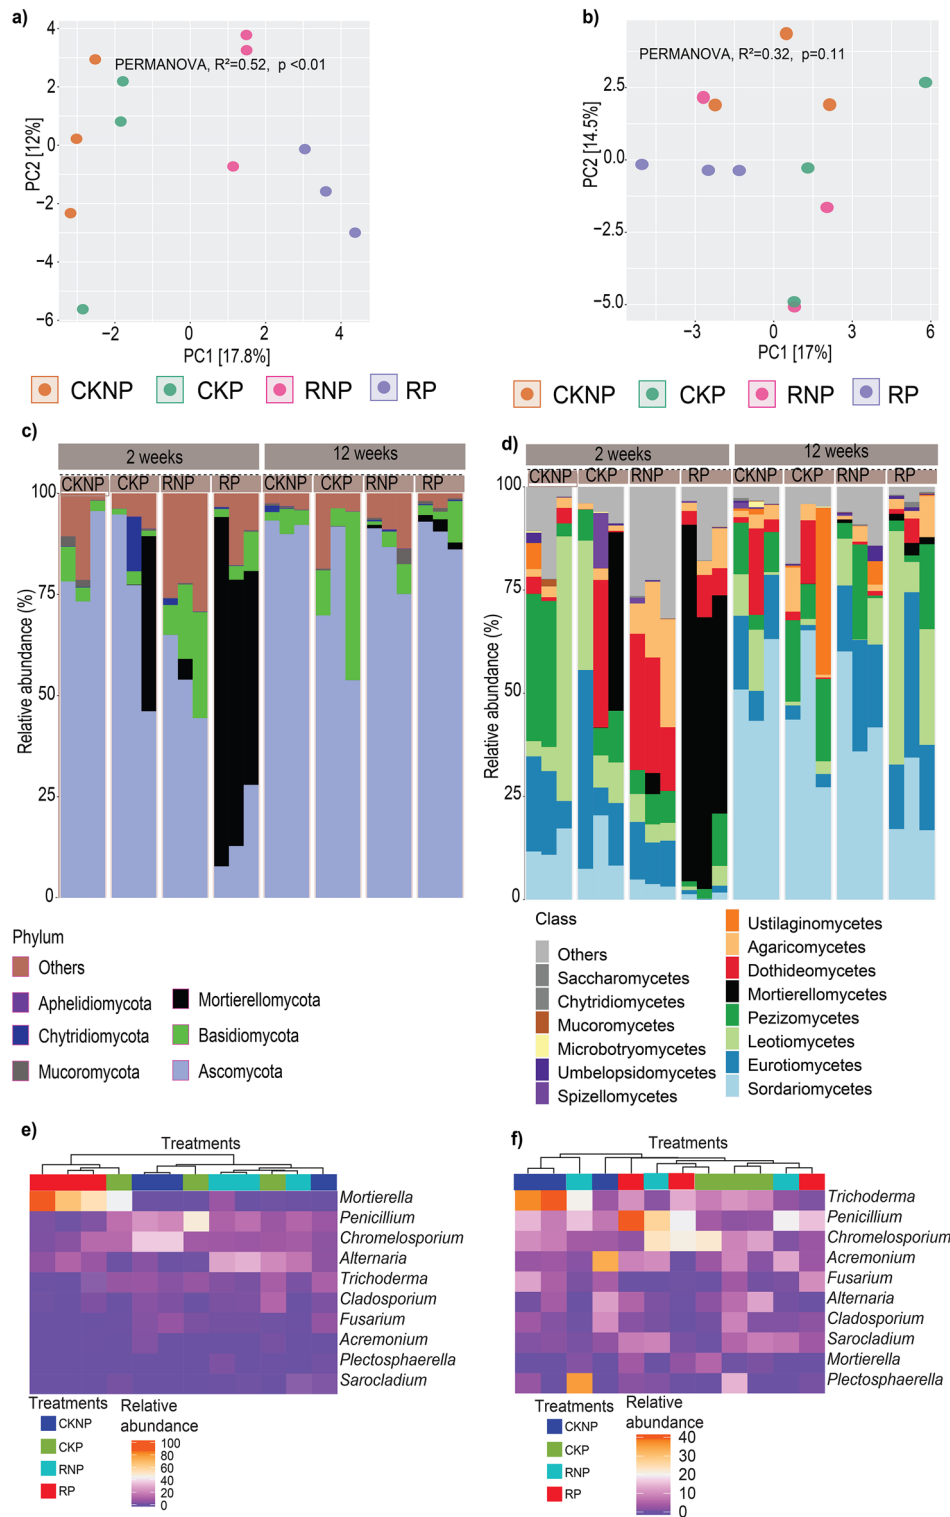 a)
4
2
0
−2
−4
−6
PC2 [12%]
PERMANOVA, R²=0.52, p <0.01
−2
0
2
4
PC1 [17.8%]
CKNP
CKP
RNP
RP
b)
2.5
0.0
−2.5
−5.0
PC2 [14.5%]
PERMANOVA, R²=0.32, p=0.11
−3
0
3
6
PC1 [17%]
CKNP
CKP
RNP
RP
c)
2 weeks
12 weeks
CKNP
CKP
RNP
RP
CKNP
CKP
RNP
RP
100
75
50
25
0
Relative abundance (%)
Phylum
Others
Aphelidiomycota
Chytridiomycota
Mucoromycota
Mortierellomycota
Basidiomycota
Ascomycota
d)
2 weeks
12 weeks
CKNP
CKP
RNP
RP
CKNP
CKP
RNP
RP
100
75
50
25
0
Relative abundance (%)
Class
Others
Saccharomycetes
Chytridiomycetes
Mucoromycetes
Microbotryomycetes
Umbelopsidomycetes
Spizellomycetes
Ustilaginomycetes
Agaricomycetes
Dothideomycetes
Mortierellomycetes
Pezizomycetes
Leotiomycetes
Eurotiomycetes
Sordariomycetes
e)
Treatments
Mortierella
Penicillium
Chromelosporium
Alternaria
Trichoderma
Cladosporium
Fusarium
Acremonium
Plectosphaerella
Sarocladium
Treatments
CKNP
CKP
RNP
RP
Relative
abundance
100
80
60
40
20
0
f)
Treatments
Trichoderma
Penicillium
Chromelosporium
Acremonium
Fusarium
Alternaria
Cladosporium
Sarocladium
Mortierella
Plectosphaerella
Treatments
CKNP
CKP
RNP
RP
Relative
abundance
40
30
20
10
0